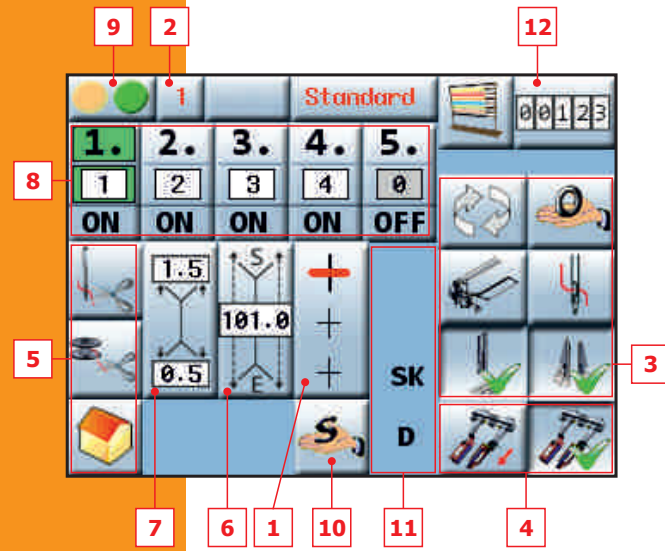 9 2 12
1 Standard 00123
1. 2. 3. 4. 5.
8
1 2 3 4 0
ON ON ON ON OFF
O
1.5 S
101.0
5 3
0.5 E SK
S D
7 6 1 10 11 4